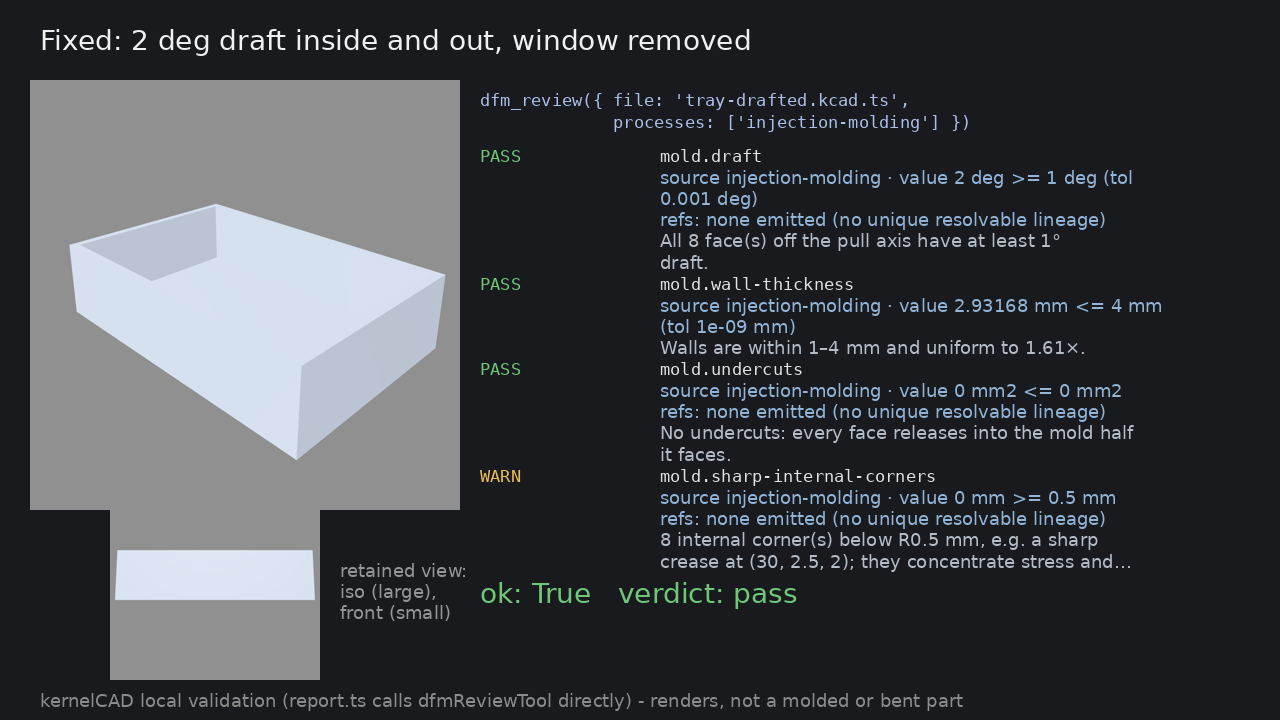 Fixed: 2 deg draft inside and out, window removed
dfm_review({ file: 'tray-drafted.kcad.ts',
processes: ['injection-molding'] })
PASS mold.draft
source injection-molding · value 2 deg >= 1 deg (tol
0.001 deg)
refs: none emitted (no unique resolvable lineage)
All 8 face(s) off the pull axis have at least 1°
draft.
PASS mold.wall-thickness
source injection-molding · value 2.93168 mm <= 4 mm
(tol 1e-09 mm)
Walls are within 1–4 mm and uniform to 1.61×.
PASS mold.undercuts
source injection-molding · value 0 mm2 <= 0 mm2
refs: none emitted (no unique resolvable lineage)
No undercuts: every face releases into the mold half
it faces.
WARN mold.sharp-internal-corners
source injection-molding · value 0 mm >= 0.5 mm
refs: none emitted (no unique resolvable lineage)
8 internal corner(s) below R0.5 mm, e.g. a sharp
crease at (30, 2.5, 2); they concentrate stress and…
retained view:
iso (large),
front (small)
ok: True verdict: pass
kernelCAD local validation (report.ts calls dfmReviewTool directly) - renders, not a molded or bent part